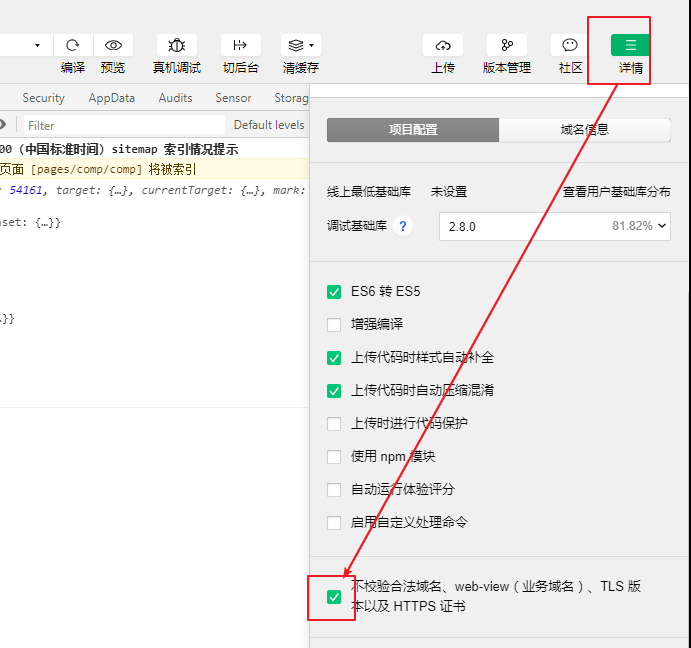 编译 预览 真机调试 切后台 清缓存 上传 版本管理 社区 详情
Security AppData Audits Sensor Storag
Filter Default levels
项目配置 域名信息
00（中国标准时间）sitemap 索引情况提示
页面 [pages/comp/comp] 将被索引
: 54161, target: {…}, currentTarget: {…}, mark:
aset: {…}}
.}}
线上最低基础库 未设置 查看用户基础库分布
调试基础库 ? 2.8.0 81.82%
ES6 转 ES5
增强编译
上传代码时样式自动补全
上传代码时自动压缩混淆
上传时进行代码保护
使用 npm 模块
自动运行体验评分
启用自定义处理命令
不校验合法域名、web-view（业务域名）、TLS 版
本以及 HTTPS 证书